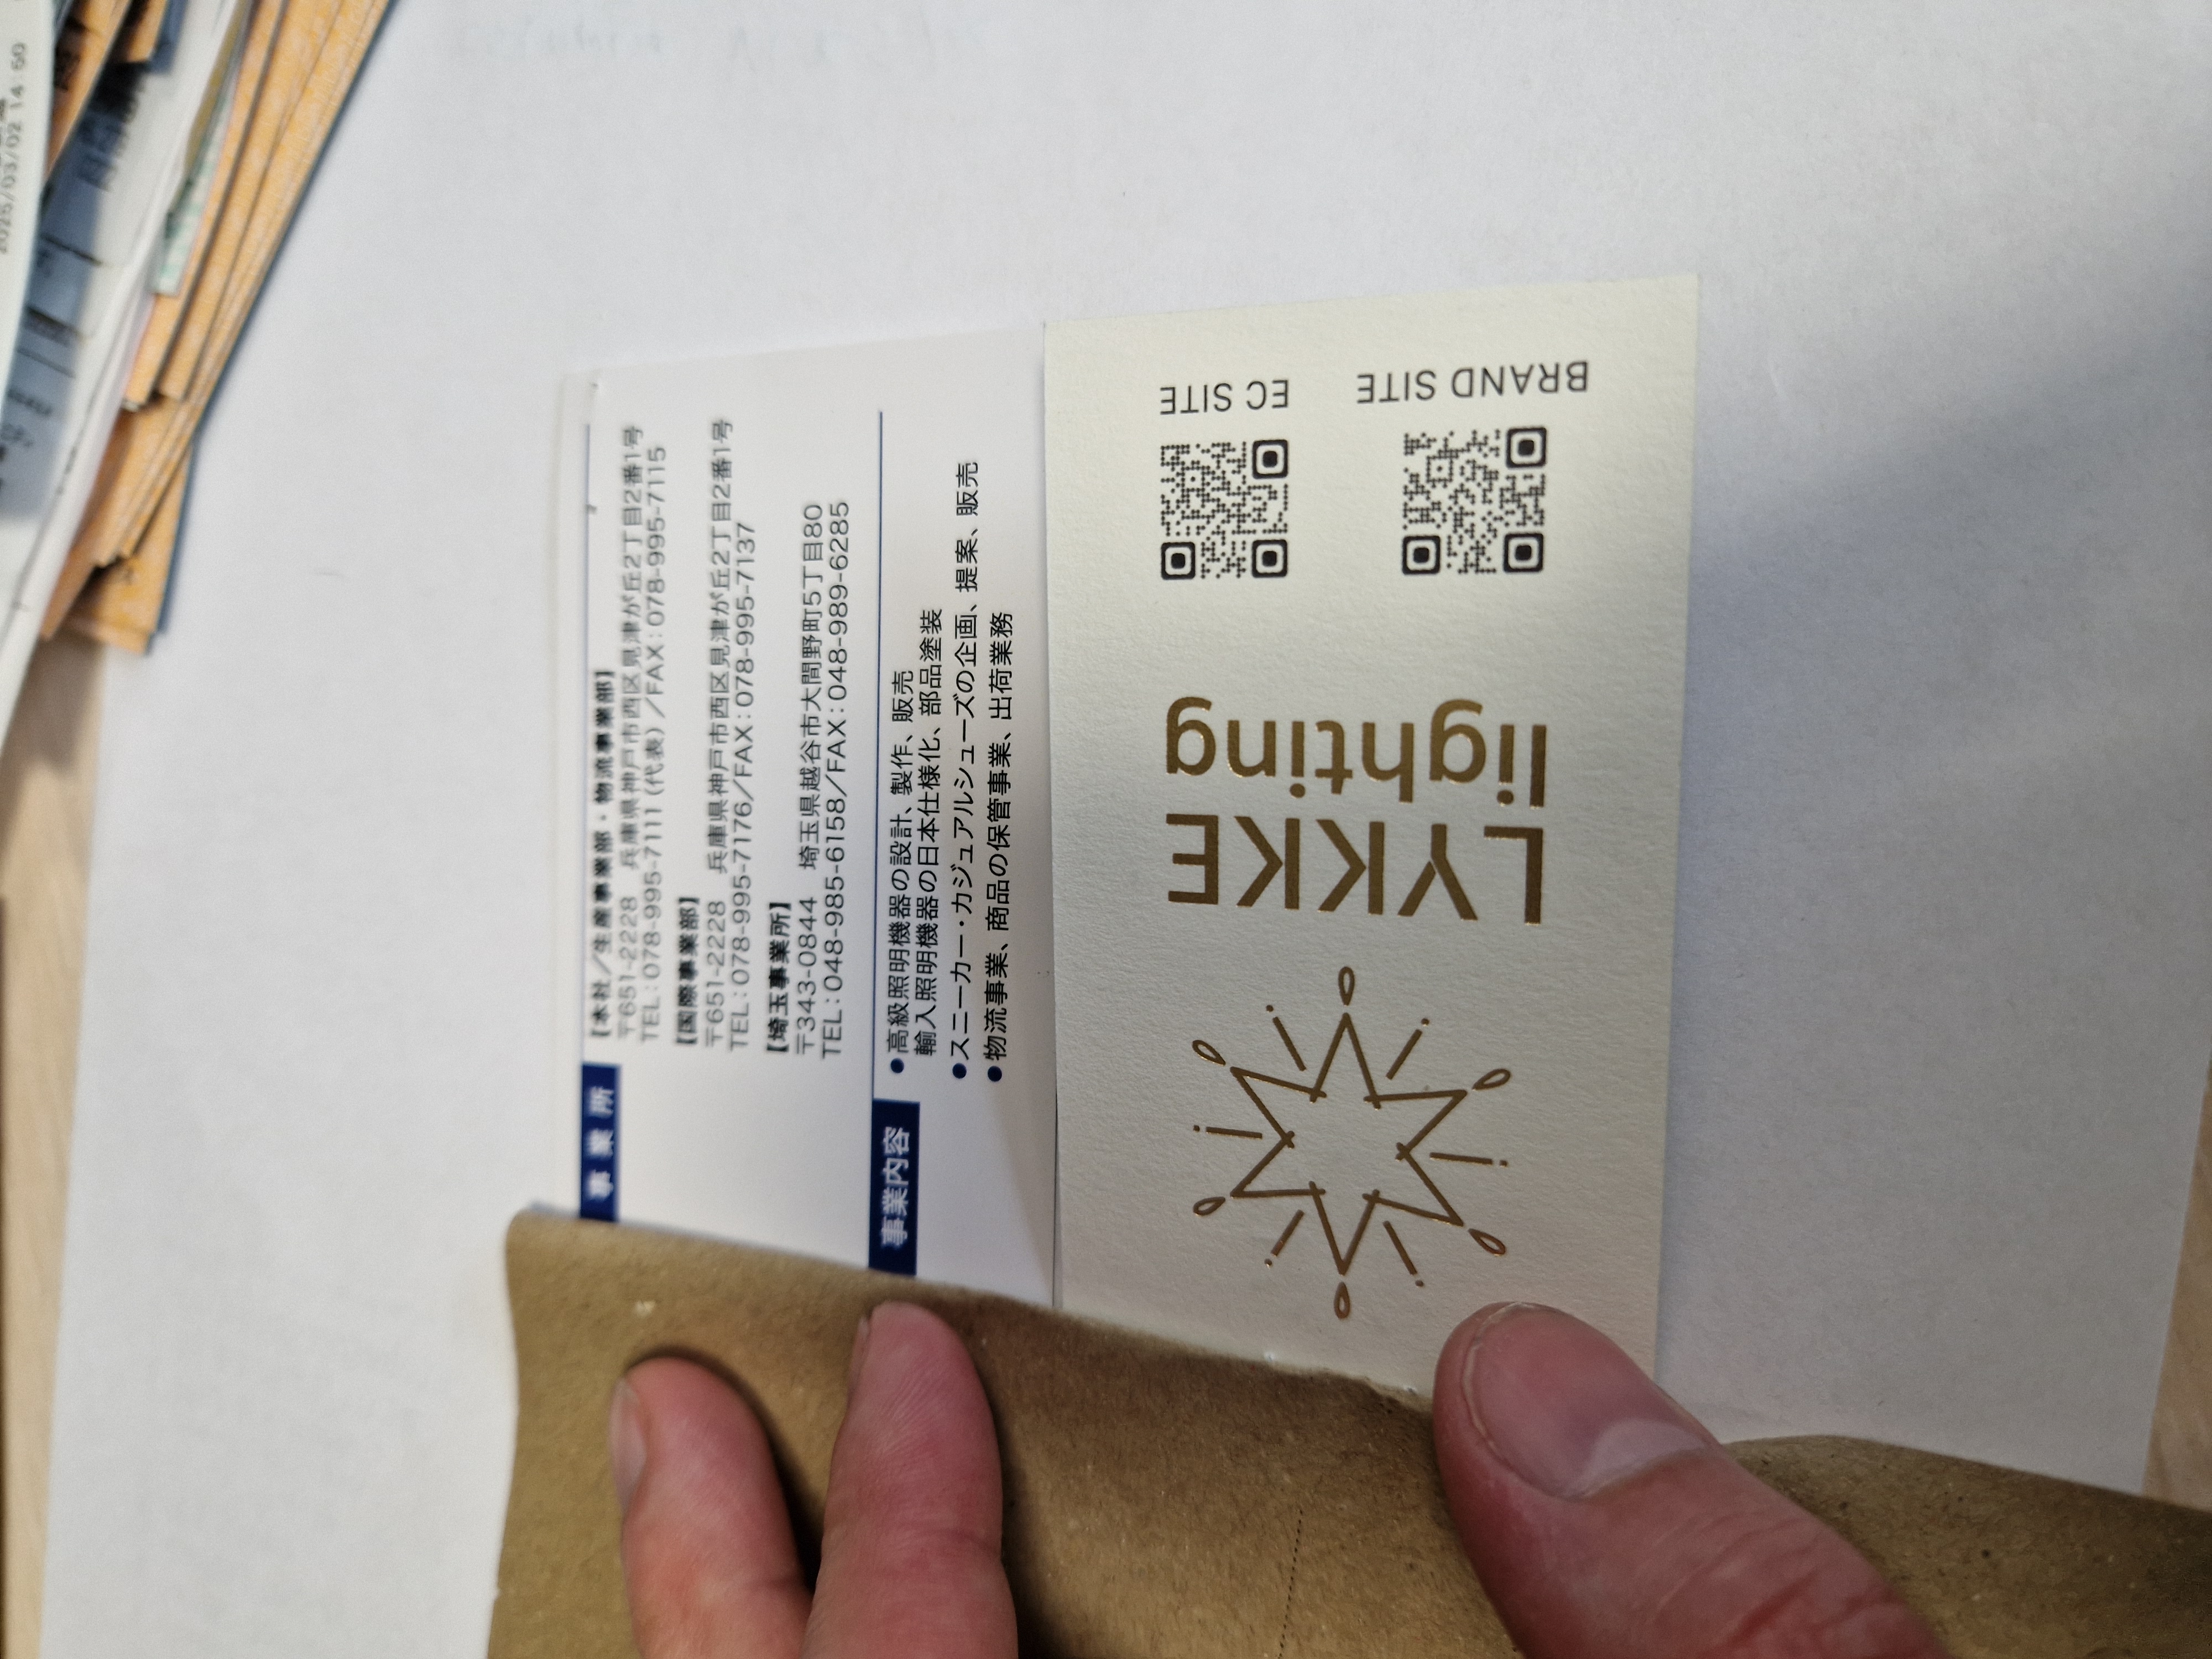 事業所
【本社/生産事業部・物流事業部】
〒651-2228 兵庫県神戸市西区見津が丘2丁目2番1号
TEL:078-995-7111(代表)/FAX:078-995-7115
【国際事業部】
〒651-2228 兵庫県神戸市西区見津が丘2丁目2番1号
TEL:078-995-7176/FAX:078-995-7137
【埼玉事業所】
〒343-0844 埼玉県越谷市大間野町5丁目80
TEL:048-985-6158/FAX:048-989-6285
事業内容
●高級照明機器の設計、製作、販売
輸入照明機器の日本仕様化、部品塗装
●スニーカー・カジュアルシューズの企画、提案、販売
●物流事業、商品の保管事業、出荷業務
LYKKE
lighting
BRAND SITE
EC SITE
2025/03/02 14:50